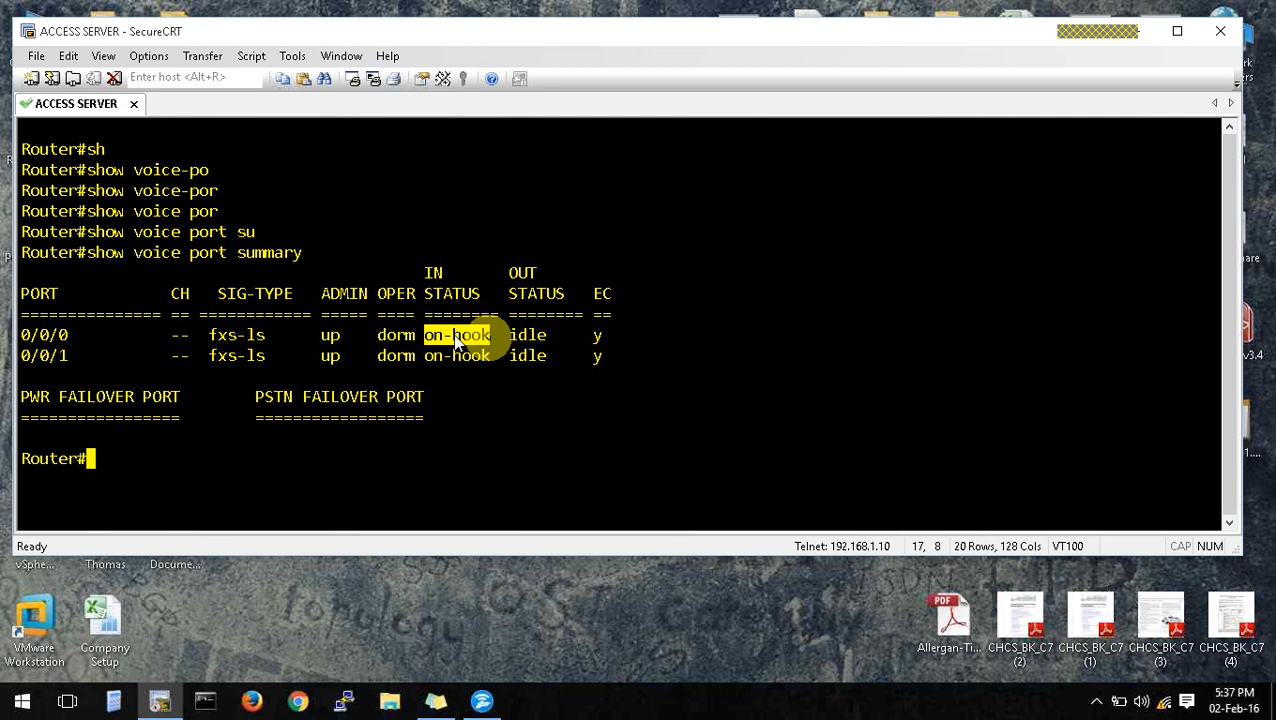 ACCESS SERVER - SecureCRT
File Edit View Options Transfer Script Tools Window Help
Enter host <Alt+R>
ACCESS SERVER
Router#sh
Router#show voice-po
Router#show voice-por
Router#show voice por
Router#show voice port su
Router#show voice port summary
IN OUT
PORT CH SIG-TYPE ADMIN OPER STATUS STATUS EC
=============== == ============ ===== ==== ======== ======== ==
0/0/0 -- fxs-ls up dorm on-hook idle y
0/0/1 -- fxs-ls up dorm on-hook idle y
PWR FAILOVER PORT PSTN FAILOVER PORT
================= ==================
Router#
Ready Telnet: 192.168.1.10 17, 8 20 Rows, 128 Cols VT100 CAP NUM
vSphe... Thomas Docume...
PDF
VMware Workstation
Company Setup
Allergan-Ti...
CHCS_BK_C7 (2)
CHCS_BK_C7 (1)
CHCS_BK_C7 (3)
CHCS_BK_C7 (4)
5:37 PM
02-Feb-16